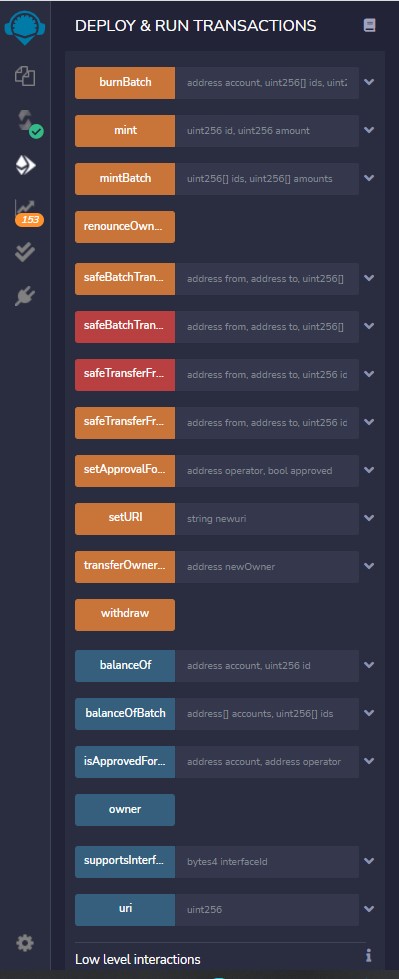 DEPLOY & RUN TRANSACTIONS
burnBatch address account, uint256[] ids, uint2
mint uint256 id, uint256 amount
mintBatch uint256[] ids, uint256[] amounts
153
renounceOwn...
safeBatchTran... address from, address to, uint256[]
safeBatchTran... address from, address to, uint256[]
safeTransferFr... address from, address to, uint256 id
safeTransferFr... address from, address to, uint256 id
setApprovalFo... address operator, bool approved
setURI string newuri
transferOwner... address newOwner
withdraw
balanceOf address account, uint256 id
balanceOfBatch address[] accounts, uint256[] ids
isApprovedFor... address account, address operator
owner
supportsInterf... bytes4 interfaceId
uri uint256
Low level interactions